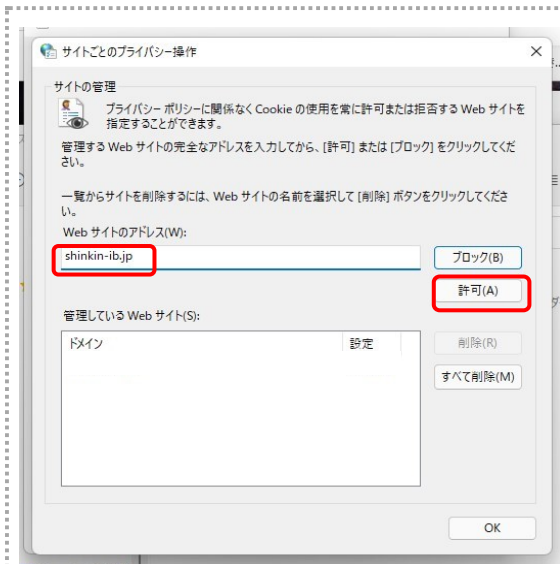 サイトごとのプライバシー操作
サイトの管理
プライバシー ポリシーに関係なく Cookie の使用を常に許可または拒否する Web サイトを
指定することができます。
管理する Web サイトの完全なアドレスを入力してから、[許可] または [ブロック] をクリックしてくだ
さい。
一覧からサイトを削除するには、Web サイトの名前を選択して [削除] ボタンをクリックしてくださ
い。
Web サイトのアドレス(W):
shinkin-ib.jp
ブロック(B)
許可(A)
管理している Web サイト(S):
ドメイン 設定
削除(R)
すべて削除(M)
OK